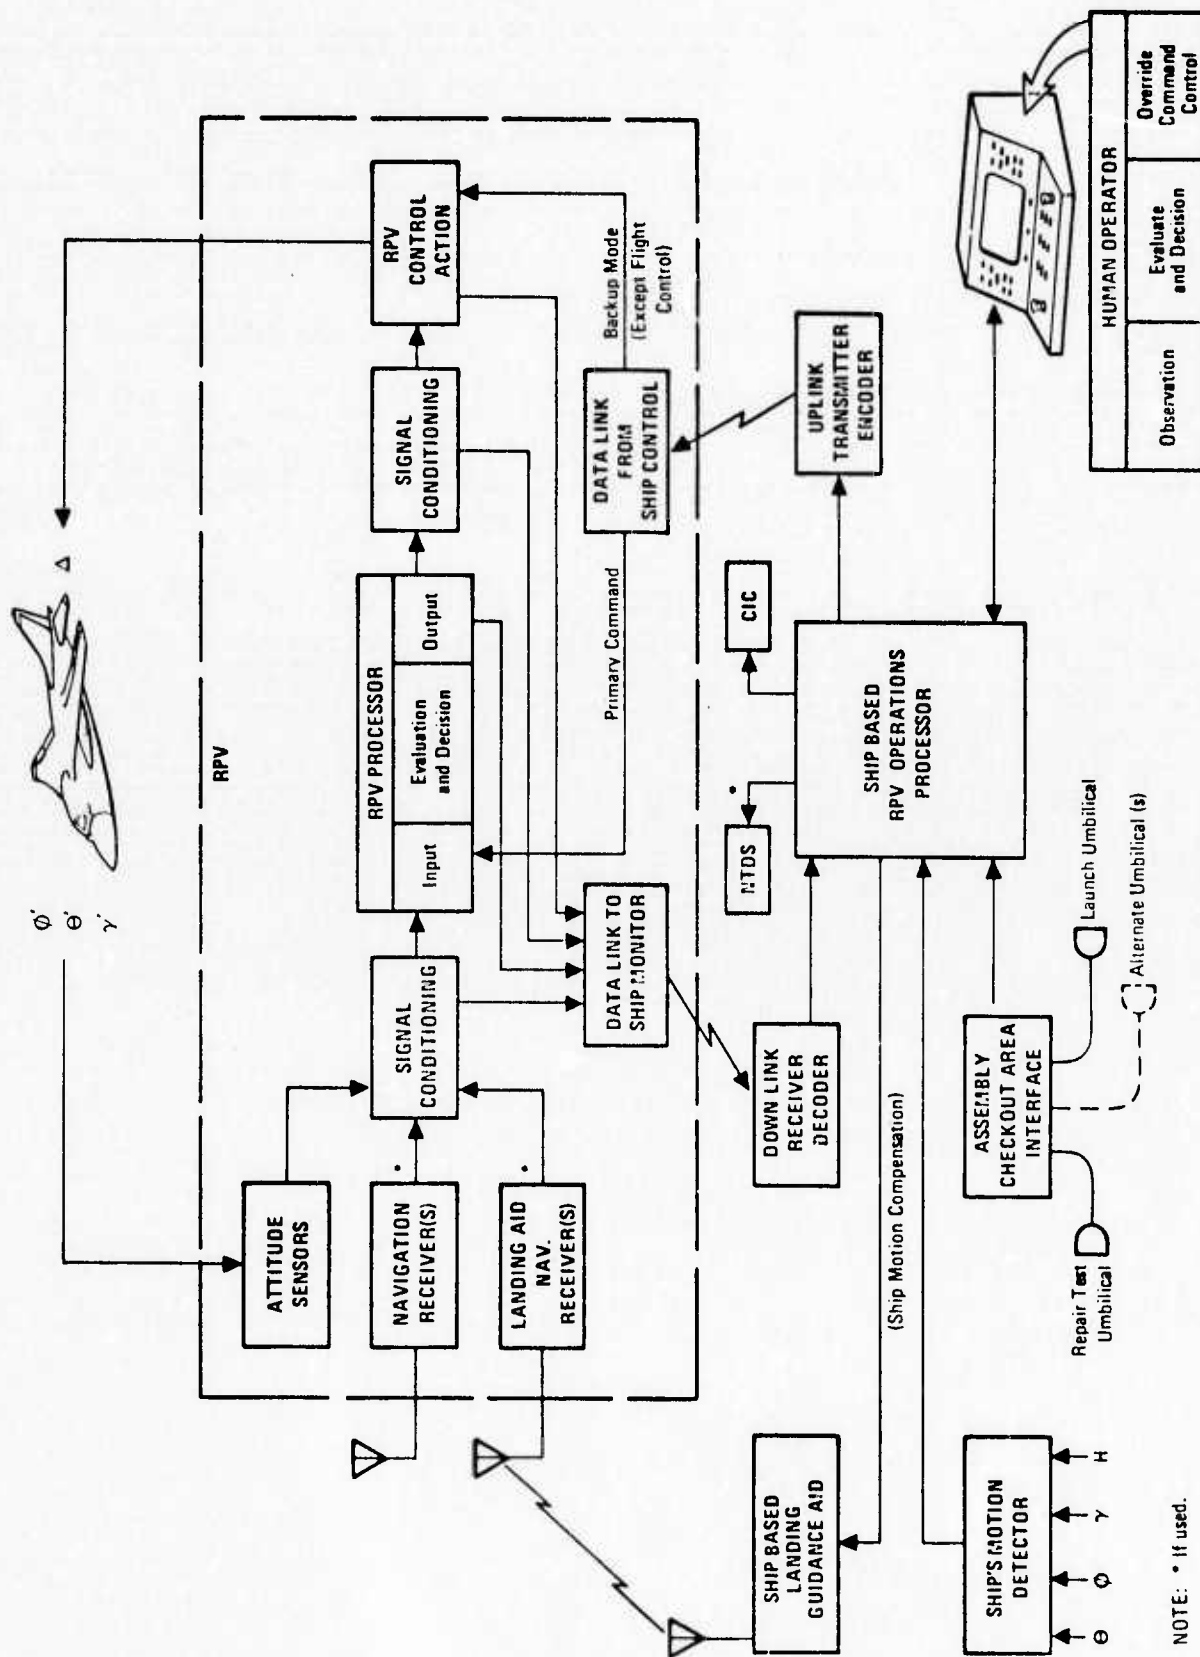 ϕ'
θ'
γ'
Δ
RPV
ATTITUDE
SENSORS
NAVIGATION
RECEIVER(S)
*
LANDING AID
NAV.
RECEIVERS)
*
SIGNAL
CONDITIONING
RPV PROCESSOR
Input
Evaluation
and Decision
Output
SIGNAL
CONDITIONING
RPV
CONTROL
ACTION
DATA LINK TO
SHIP MONITOR
Primary Command
DATA LINK
FROM
SHIP CONTROL
Backup Mode
(Except Flight
Control)
SHIP BASED
LANDING
GUIDANCE AID
(Ship Motion Compensation)
DOWN LINK
RECEIVER
DECODER
NTDS
*
CIC
UPLINK
TRANSMITTER
ENCODER
SHIP BASED
RPV OPERATIONS
PROCESSOR
SHIP'S MOTION
DETECTOR
θ
ϕ
γ
H
ASSEMBLY
CHECKOUT AREA
INTERFACE
Repair Test
Umbilical
Launch Umbilical
Alternate Umbilical (s)
HUMAN OPERATOR
Observation
Evaluate
and Decision
Override
Command
Control
NOTE: * If used.